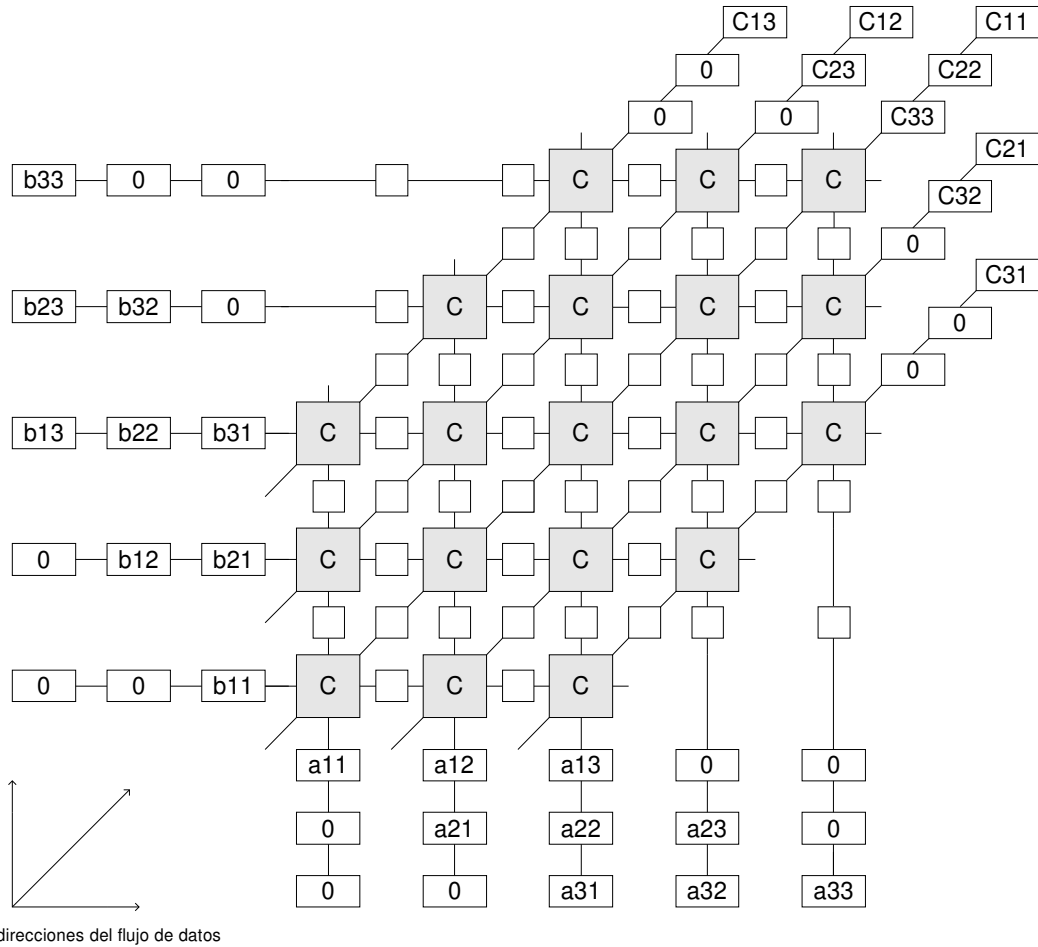 C13 C12 C11
0 C23 C22
0 0 C33
C21
b33 0 0 C C C
C32
0
C31
b23 b32 0 C C C C
0
0
b13 b22 b31 C C C C C
0 b12 b21 C C C C
0 0 b11 C C C
a11 a12 a13 0 0
0 a21 a22 a23 0
0 0 a31 a32 a33
direcciones del flujo de datos